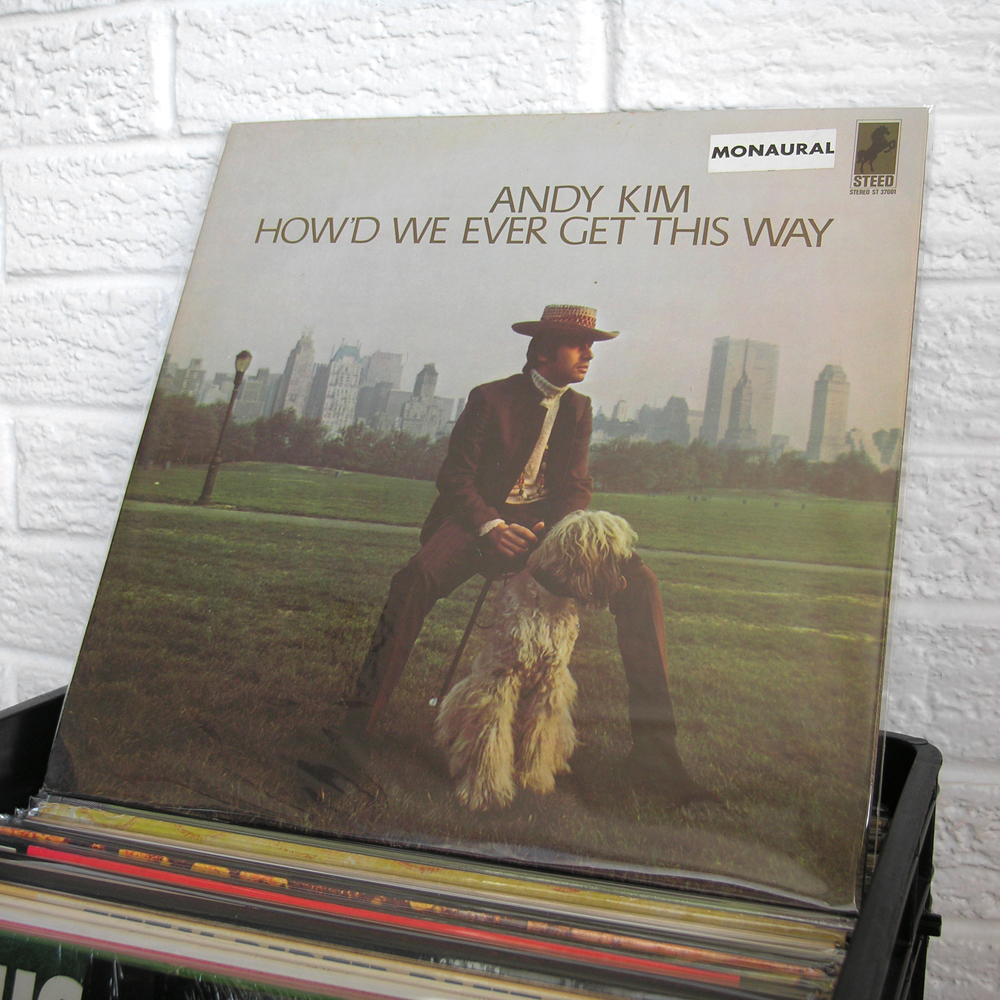 MONAURAL
STEED
STEREO ST 37001
ANDY KIM
HOW'D WE EVER GET THIS WAY